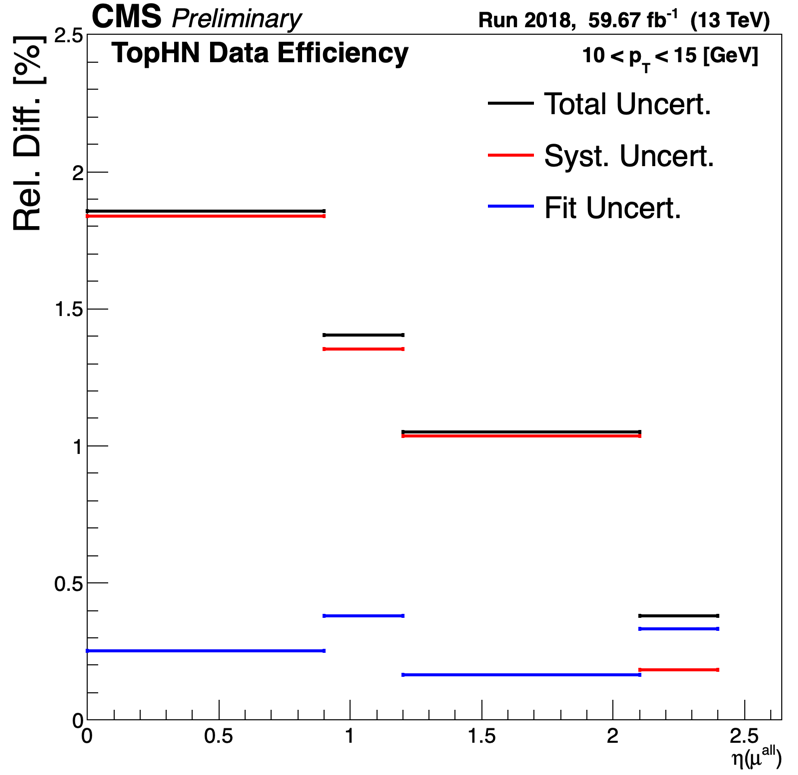 CMS Preliminary
Run 2018, 59.67 fb⁻¹ (13 TeV)
TopHN Data Efficiency
10 < p_T < 15 [GeV]
Total Uncert.
Syst. Uncert.
Fit Uncert.
Rel. Diff. [%]
2.5
2
1.5
1
0.5
0
0 0.5 1 1.5 2 2.5
η(μᵃˡˡ)